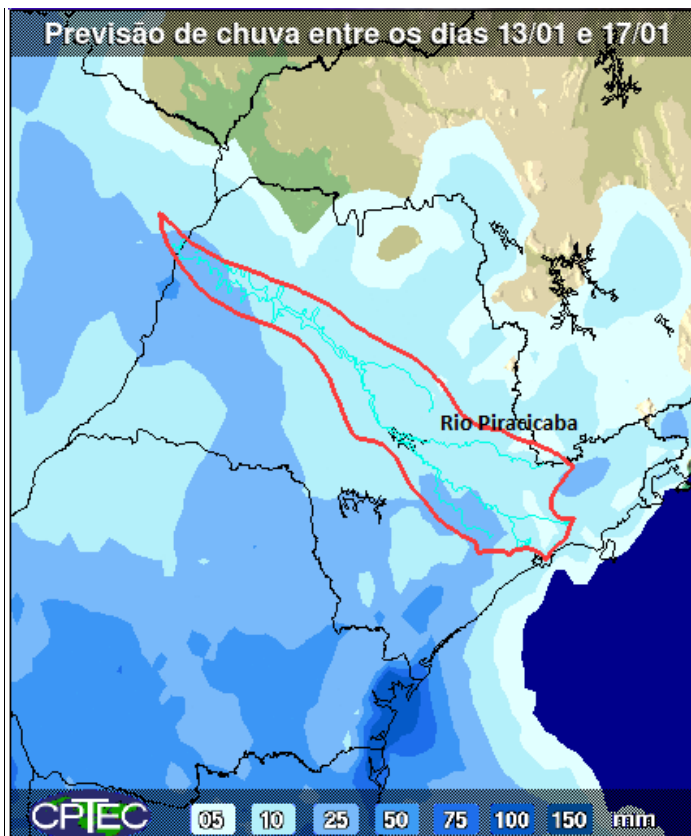 Previsão de chuva entre os dias 13/01 e 17/01
Rio Piracicaba
CPTEC 05 10 25 50 75 100 150 mm